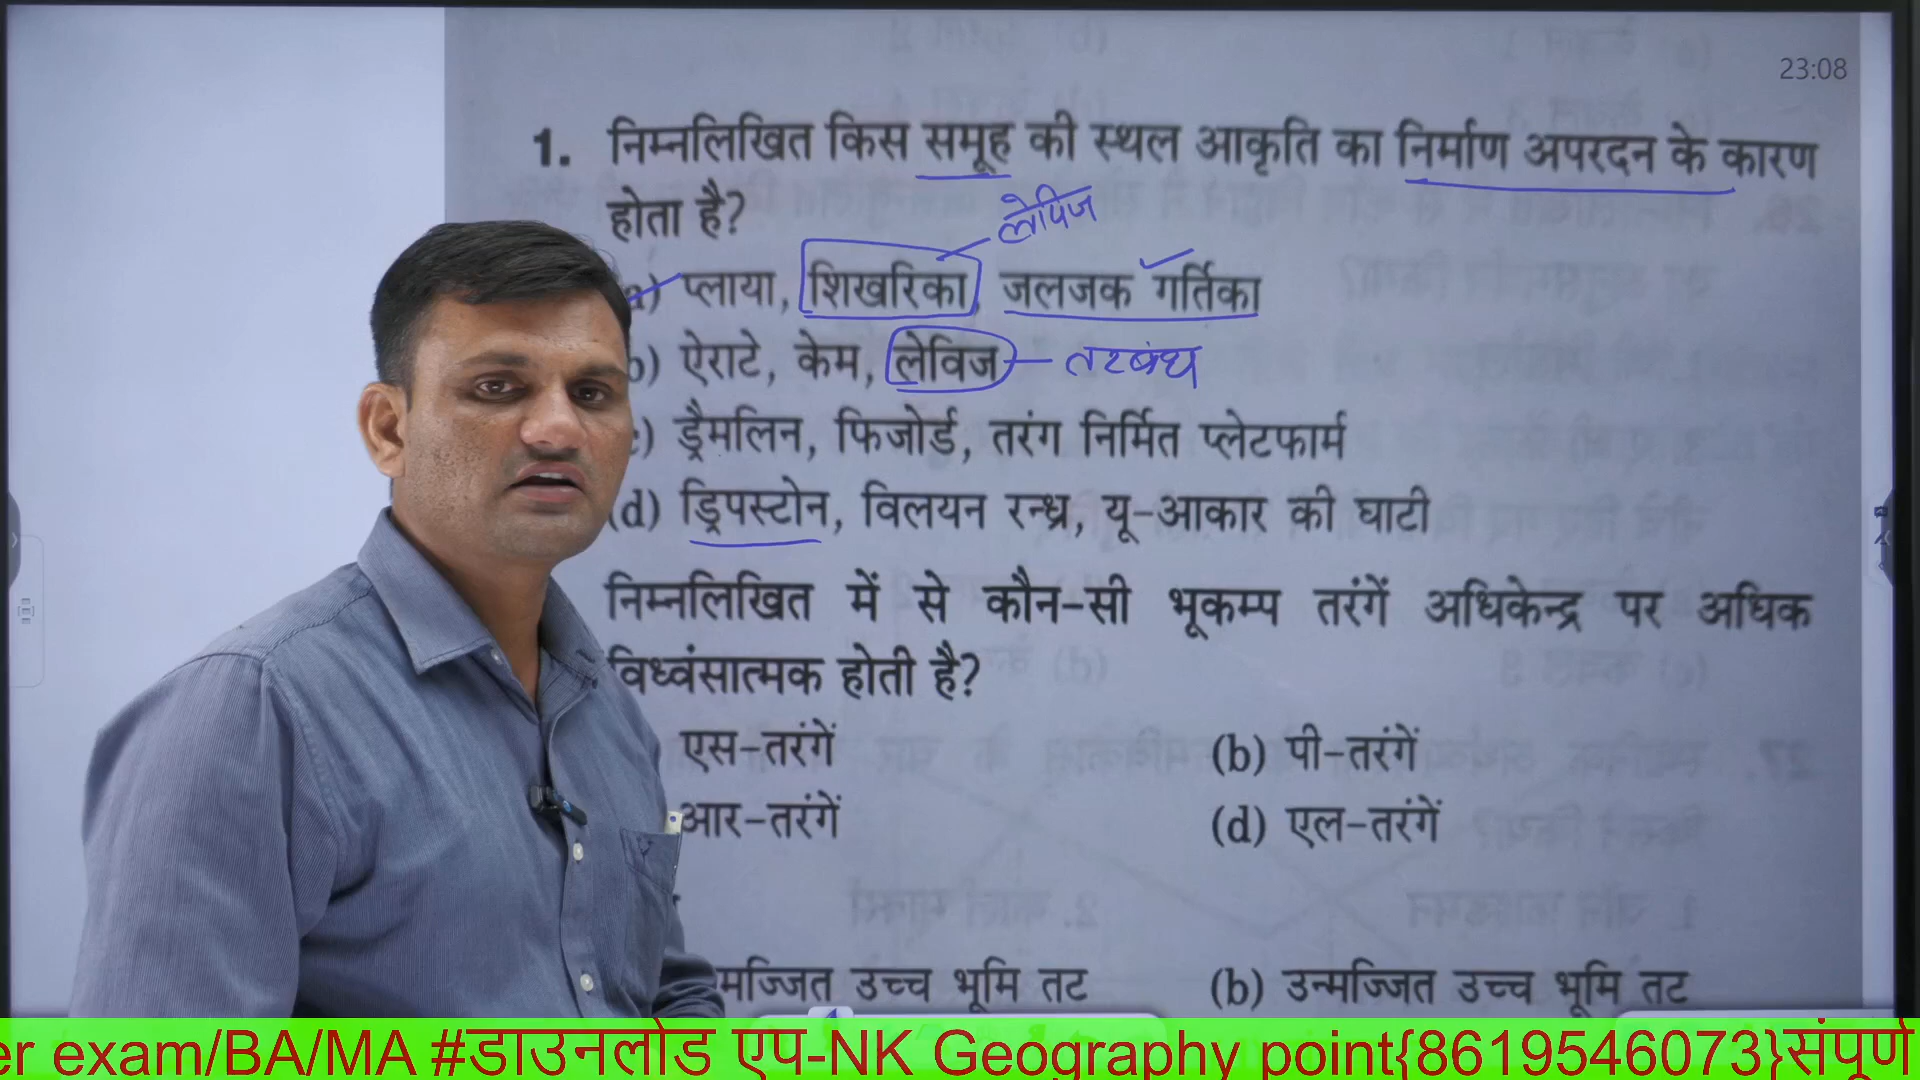 23:08
1. निम्नलिखित किस समूह की स्थल आकृति का निर्माण अपरदन के कारण
होता है?
लेपिज
a) प्लाया, शिखरिका, जलजक गर्तिका
b) ऐराटे, केम, लेविज - तटबंध
c) ड्रैमलिन, फिजोर्ड, तरंग निर्मित प्लेटफार्म
(d) ड्रिपस्टोन, विलयन रन्ध्र, यू-आकार की घाटी
निम्नलिखित में से कौन-सी भूकम्प तरंगें अधिकेन्द्र पर अधिक
विध्वंसात्मक होती है?
एस-तरंगें (b) पी-तरंगें
आर-तरंगें (d) एल-तरंगें
मज्जित उच्च भूमि तट (b) उन्मज्जित उच्च भूमि तट
er exam/BA/MA #डाउनलोड एप-NK Geography point{8619546073}संपूर्ण